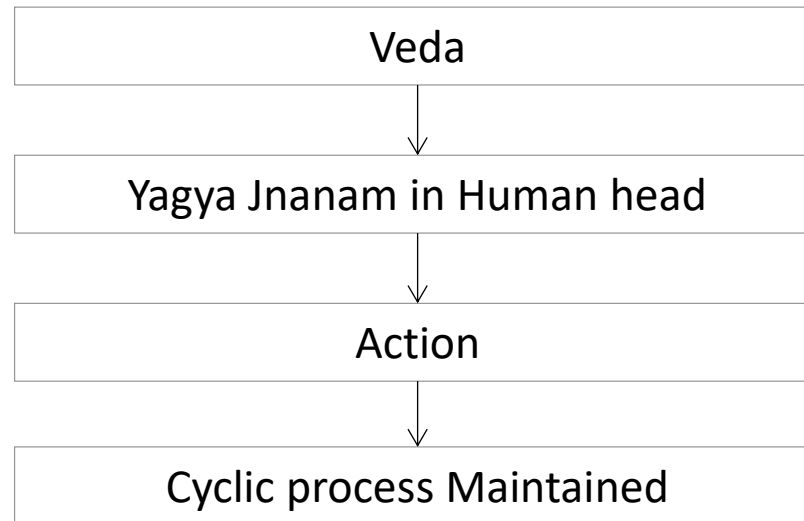 Veda
Yagya Jnanam in Human head
Action
Cyclic process Maintained